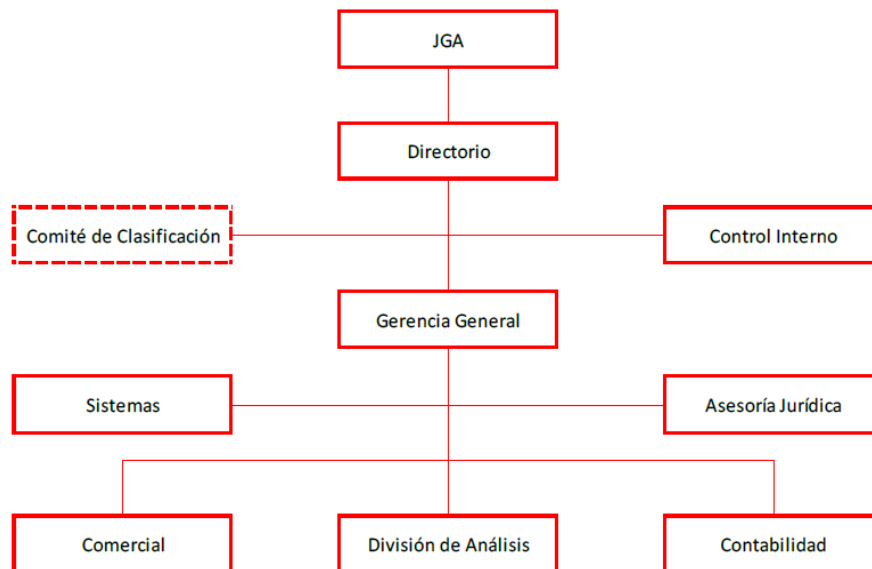 JGA
Directorio
Comité de Clasificación
Control Interno
Gerencia General
Sistemas
Asesoría Jurídica
Comercial
División de Análisis
Contabilidad